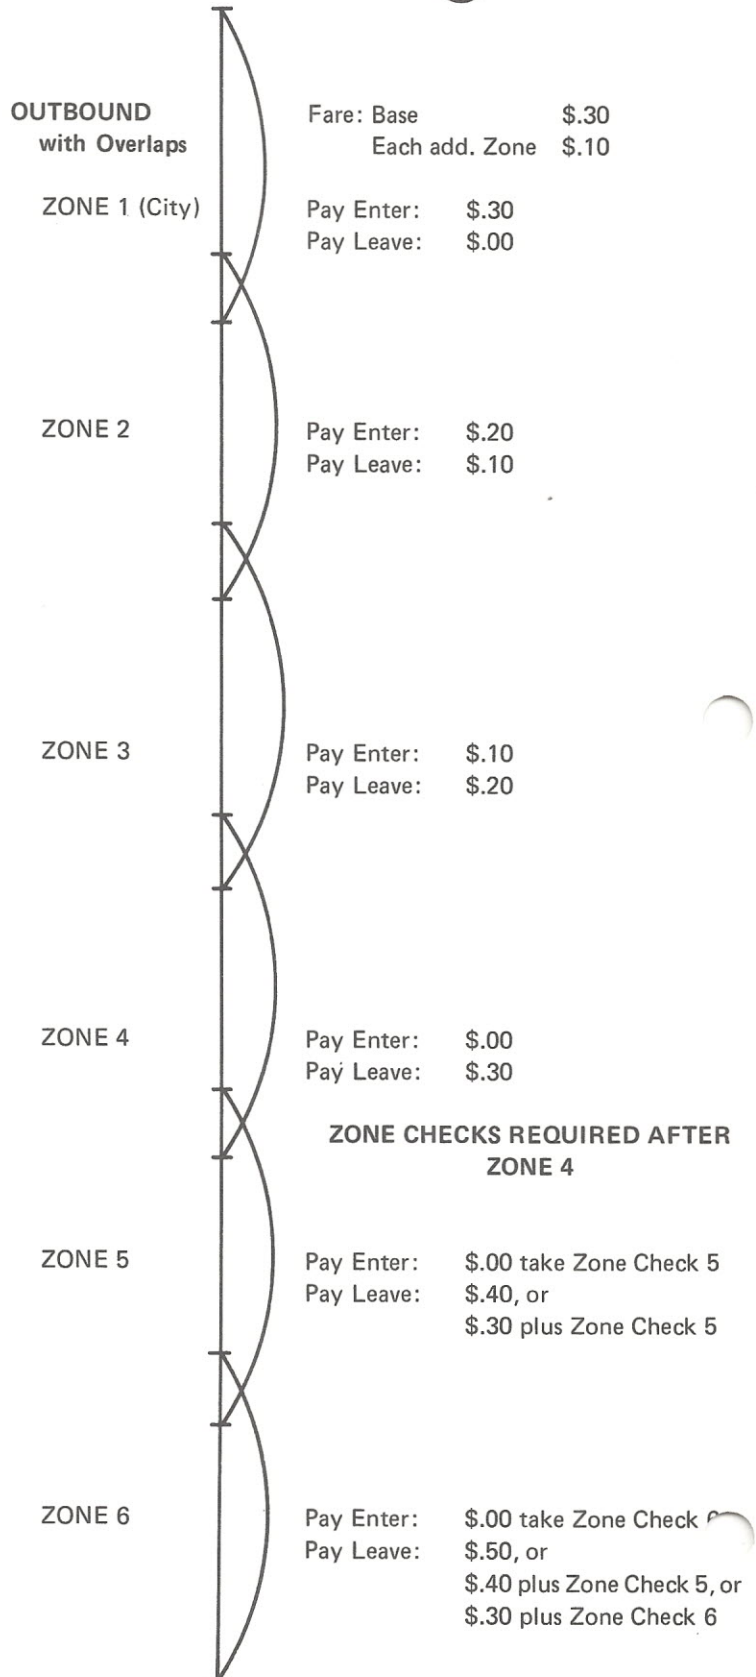 OUTBOUND
with Overlaps
Fare: Base $.30
Each add. Zone $.10
ZONE 1 (City)
Pay Enter: $.30
Pay Leave: $.00
ZONE 2
Pay Enter: $.20
Pay Leave: $.10
ZONE 3
Pay Enter: $.10
Pay Leave: $.20
ZONE 4
Pay Enter: $.00
Pay Leave: $.30
ZONE CHECKS REQUIRED AFTER
ZONE 4
ZONE 5
Pay Enter: $.00 take Zone Check 5
Pay Leave: $.40, or
$.30 plus Zone Check 5
ZONE 6
Pay Enter: $.00 take Zone Check
Pay Leave: $.50, or
$.40 plus Zone Check 5, or
$.30 plus Zone Check 6